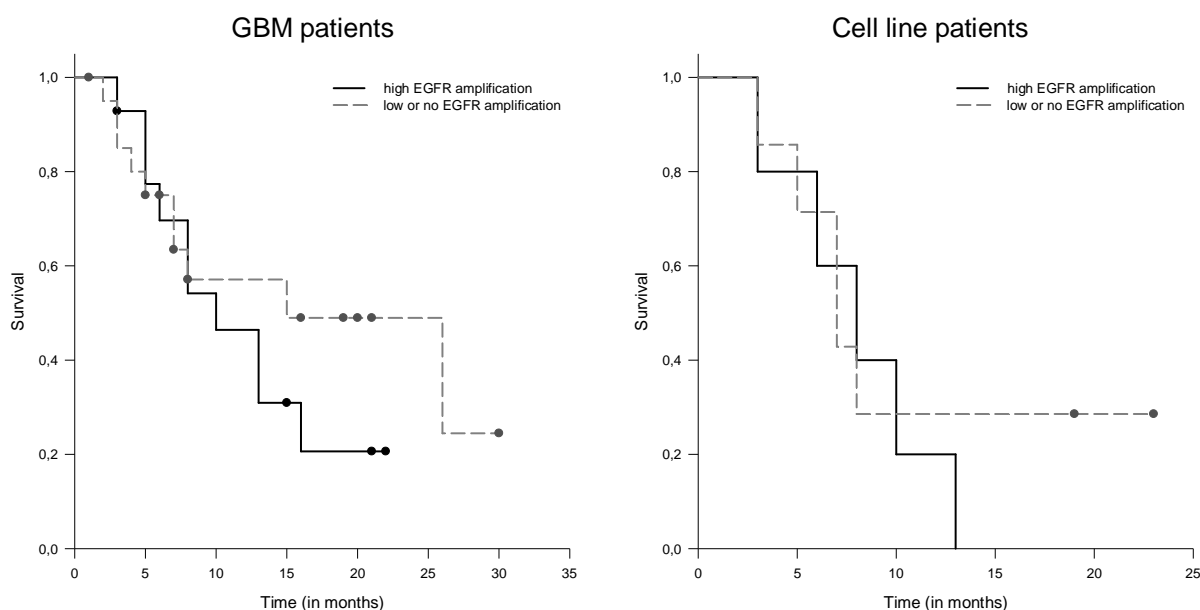 GBM patients
high EGFR amplification
low or no EGFR amplification
Survival
1,0
0,8
0,6
0,4
0,2
0,0
0 5 10 15 20 25 30 35
Time (in months)
Cell line patients
high EGFR amplification
low or no EGFR amplification
Survival
1,0
0,8
0,6
0,4
0,2
0,0
0 5 10 15 20 25
Time (in months)